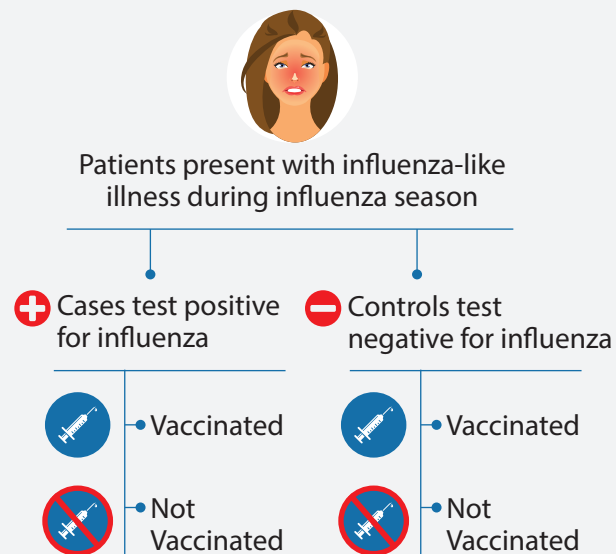 Patients present with influenza-like
illness during influenza season
Cases test positive
for influenza
Controls test
negative for influenza
Vaccinated
Not
Vaccinated
Vaccinated
Not
Vaccinated